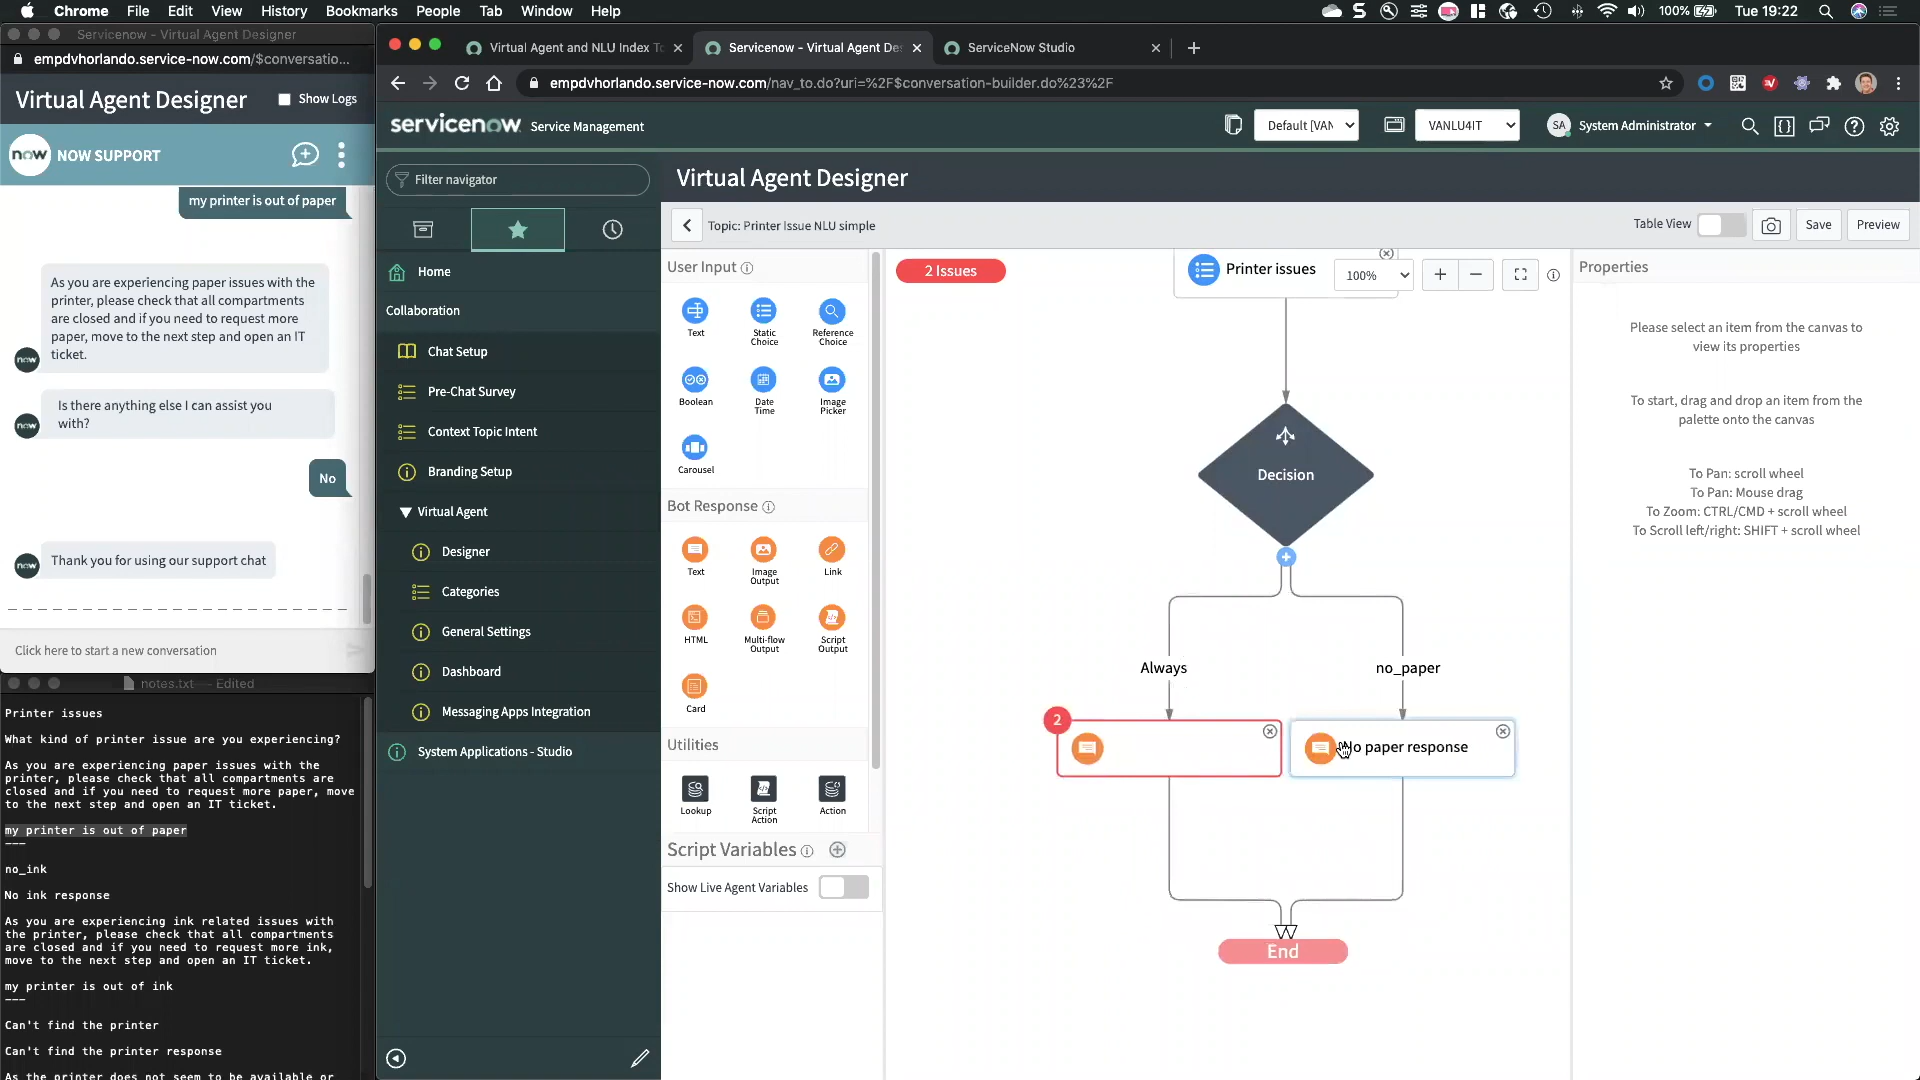 Chrome File Edit View History Bookmarks People Tab Window Help
100% Tue 19:22
Servicenow - Virtual Agent Designer
empdvhorlando.service-now.com/$conversatio...
Virtual Agent Designer
Show Logs
now NOW SUPPORT
my printer is out of paper
As you are experiencing paper issues with the
printer, please check that all compartments
are closed and if you need to request more
paper, move to the next step and open an IT
ticket.
now
Is there anything else I can assist you
with?
now
No
Thank you for using our support chat
now
Click here to start a new conversation
notes.txt — Edited
Printer issues
What kind of printer issue are you experiencing?
As you are experiencing paper issues with the
printer, please check that all compartments are
closed and if you need to request more paper, move
to the next step and open an IT ticket.
my printer is out of paper
---
no_ink
No ink response
As you are experiencing ink related issues with
the printer, please check that all compartments
are closed and if you need to request more ink,
move to the next step and open an IT ticket.
my printer is out of ink
---
Can't find the printer
Can't find the printer response
As the printer does not seem to be available or
Virtual Agent and NLU Index To
Servicenow - Virtual Agent De
ServiceNow Studio
empdvhorlando.service-now.com/nav_to.do?uri=%2F$conversation-builder.do%23%2F
servicenow Service Management
Default [VAN
VANLU4IT
SA System Administrator
Filter navigator
Home
Collaboration
Chat Setup
Pre-Chat Survey
Context Topic Intent
Branding Setup
Virtual Agent
Designer
Categories
General Settings
Dashboard
Messaging Apps Integration
System Applications - Studio
Virtual Agent Designer
Topic: Printer Issue NLU simple
Table View
Save
Preview
User Input
Text
Static Choice
Reference Choice
Boolean
Date Time
Image Picker
Carousel
Bot Response
Text
Image Output
Link
HTML
Multi-flow Output
Script Output
Card
Utilities
Lookup
Script Action
Action
Script Variables
Show Live Agent Variables
2 Issues
Printer issues
100%
Decision
Always
no_paper
2
No paper response
End
Properties
Please select an item from the canvas to
view its properties
To start, drag and drop an item from the
palette onto the canvas
To Pan: scroll wheel
To Pan: Mouse drag
To Zoom: CTRL/CMD + scroll wheel
To Scroll left/right: SHIFT + scroll wheel